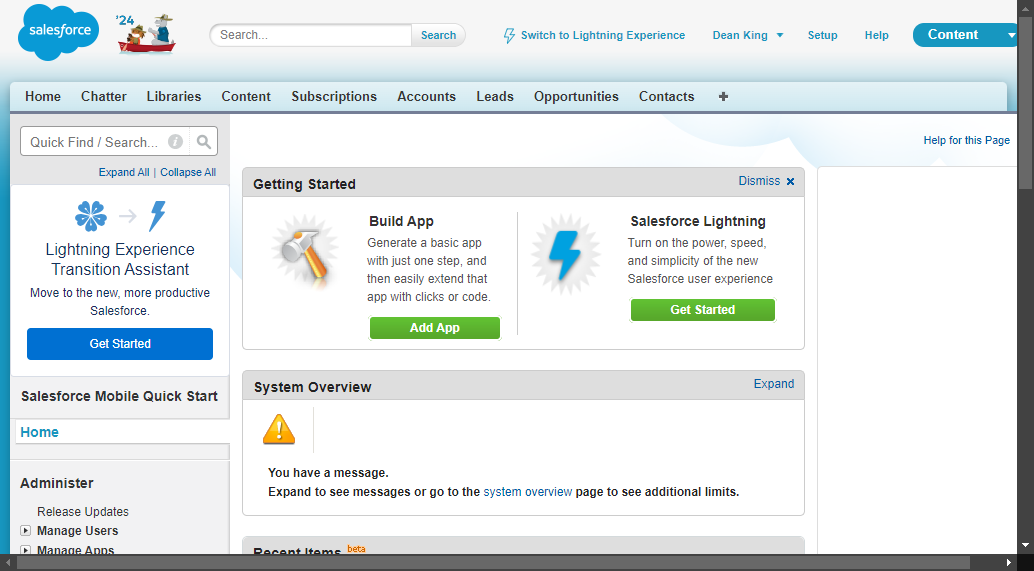 salesforce
'24
Search...
Search
Switch to Lightning Experience
Dean King
Setup
Help
Content
Home
Chatter
Libraries
Content
Subscriptions
Accounts
Leads
Opportunities
Contacts
Quick Find / Search...
Expand All | Collapse All
Lightning Experience
Transition Assistant
Move to the new, more productive
Salesforce.
Get Started
Salesforce Mobile Quick Start
Home
Administer
Release Updates
Manage Users
Manage Apps
Help for this Page
Getting Started
Dismiss
Build App
Generate a basic app
with just one step, and
then easily extend that
app with clicks or code.
Add App
Salesforce Lightning
Turn on the power, speed,
and simplicity of the new
Salesforce user experience
Get Started
System Overview
Expand
You have a message.
Expand to see messages or go to the system overview page to see additional limits.
Recent Items beta